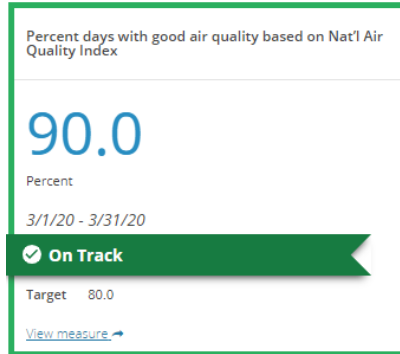 Percent days with good air quality based on Nat'l Air
Quality Index
90.0
Percent
3/1/20 - 3/31/20
On Track
Target 80.0
View measure